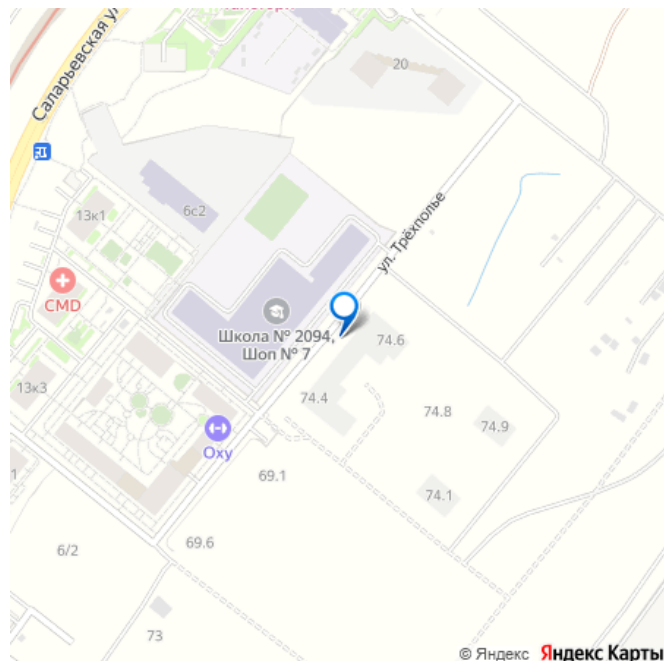 Саларьевская ул
20
6с2
13к1
CMD
ул. Трёхполье
Школа № 2094,
Шоп № 7
74.6
74.4
74.8
74.9
13к3
Oxy
69.1
74.1
69.6
6/2
73
© Яндекс Яндекс Карты